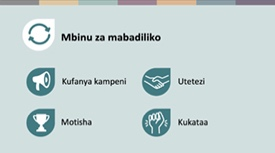 Mbinu za mabadiliko
Kufanya kampeni
Utetezi
Motisha
Kukataa